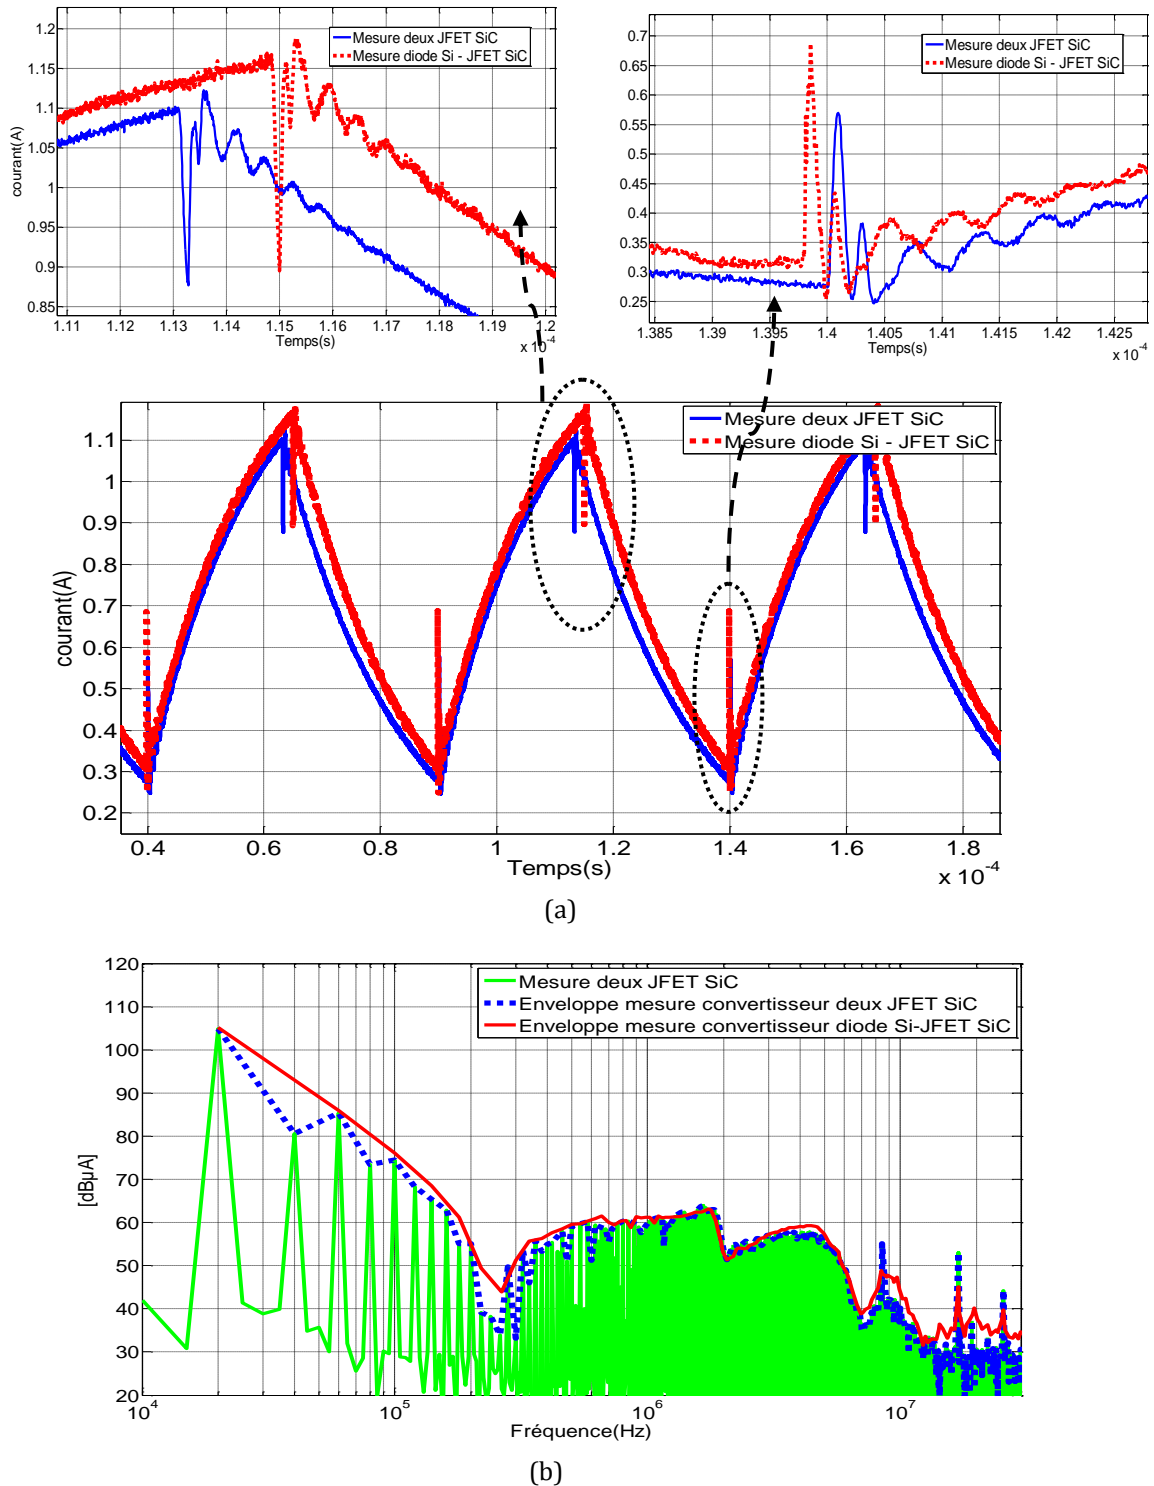 Mesure deux JFET SiC
Mesure diode Si - JFET SiC
courant(A)
1.2
1.15
1.1
1.05
1
0.95
0.9
0.85
1.11 1.12 1.13 1.14 1.15 1.16 1.17 1.18 1.19 1.2
Temps(s)
x 10-4
Mesure deux JFET SiC
Mesure diode Si - JFET SiC
0.7
0.65
0.6
0.55
0.5
0.45
0.4
0.35
0.3
0.25
1.385 1.39 1.395 1.4 1.405 1.41 1.415 1.42 1.425
Temps(s)
x 10-4
Mesure deux JFET SiC
Mesure diode Si - JFET SiC
courant(A)
1.1
1
0.9
0.8
0.7
0.6
0.5
0.4
0.3
0.2
0.4 0.6 0.8 1 1.2 1.4 1.6 1.8
Temps(s)
x 10-4
(a)
Mesure deux JFET SiC
Enveloppe mesure convertisseur deux JFET SiC
Enveloppe mesure convertisseur diode Si-JFET SiC
[dBµA]
120
110
100
90
80
70
60
50
40
30
20
10^4 10^5 10^6 10^7
Fréquence(Hz)
(b)